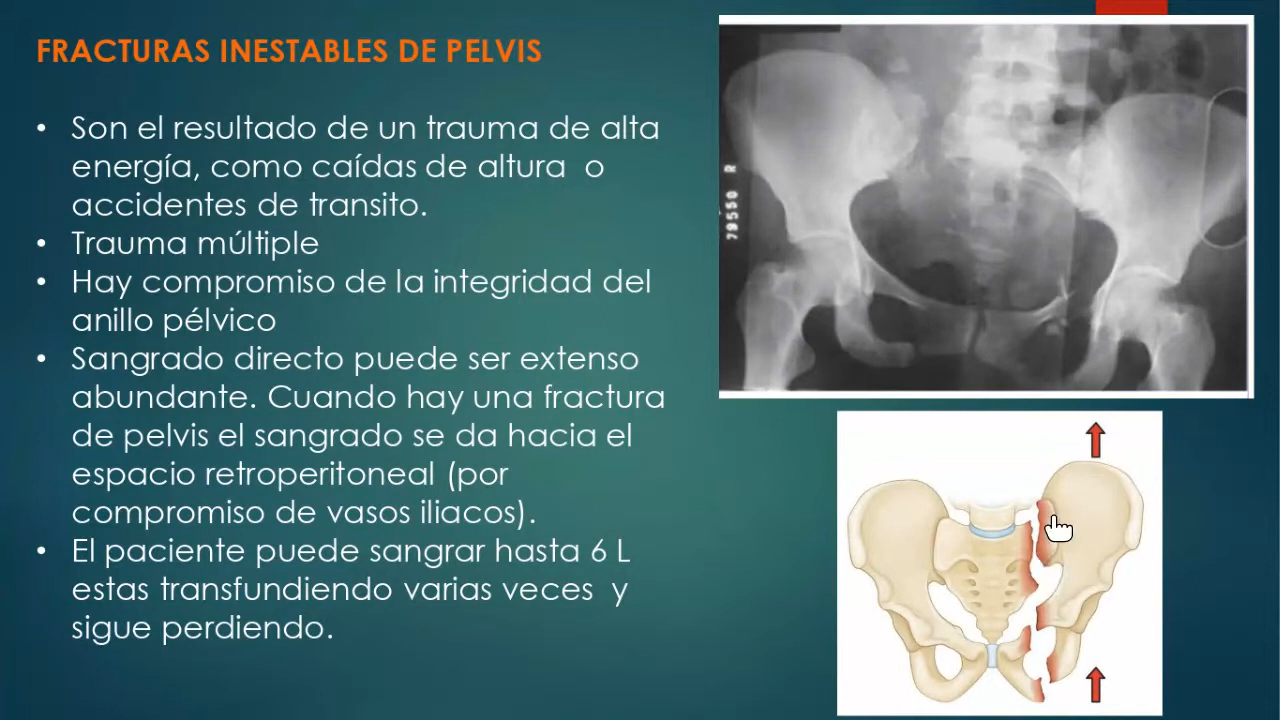 FRACTURAS INESTABLES DE PELVIS
• Son el resultado de un trauma de alta
energía, como caídas de altura o
accidentes de transito.
• Trauma múltiple
• Hay compromiso de la integridad del
anillo pélvico
• Sangrado directo puede ser extenso
abundante. Cuando hay una fractura
de pelvis el sangrado se da hacia el
espacio retroperitoneal (por
compromiso de vasos iliacos).
• El paciente puede sangrar hasta 6 L
estas transfundiendo varias veces y
sigue perdiendo.
79550 R